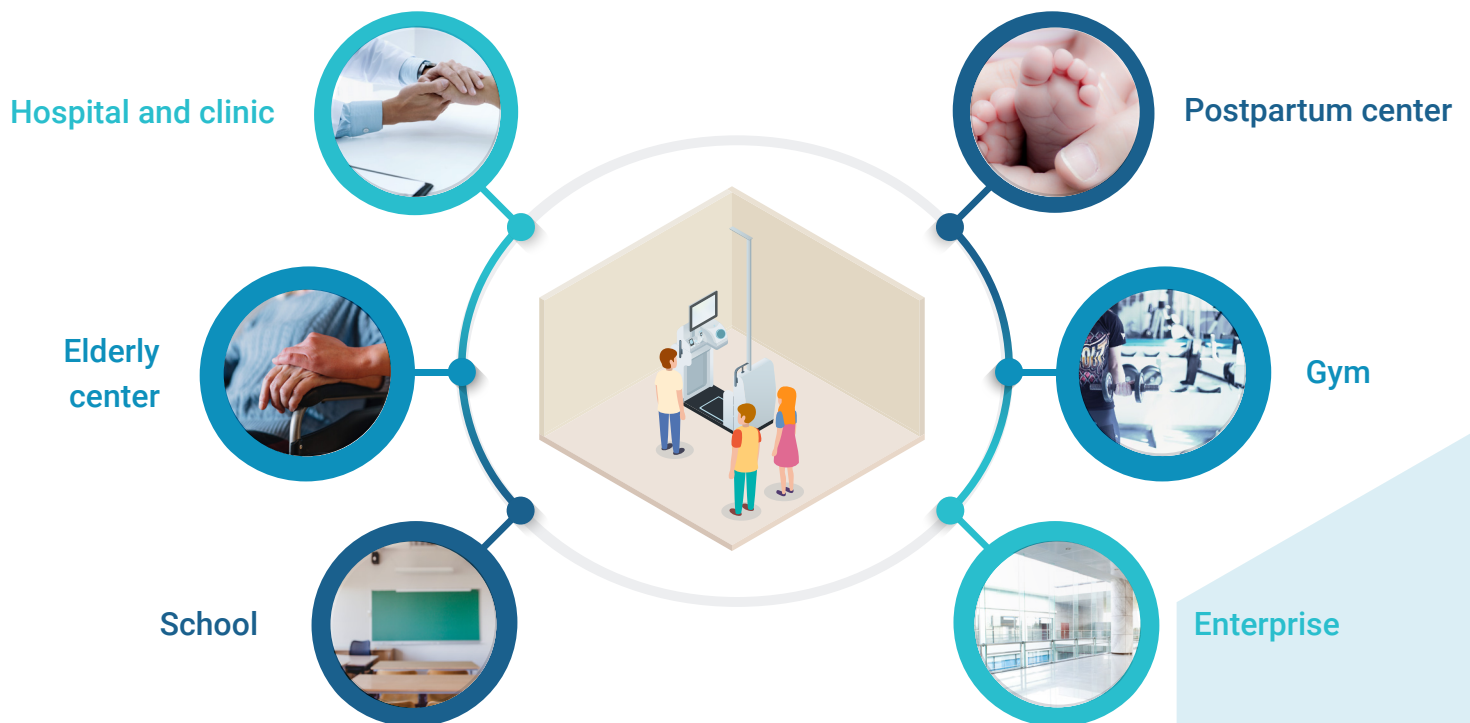 Hospital and clinic
Postpartum center
Elderly
center
Gym
School
Enterprise